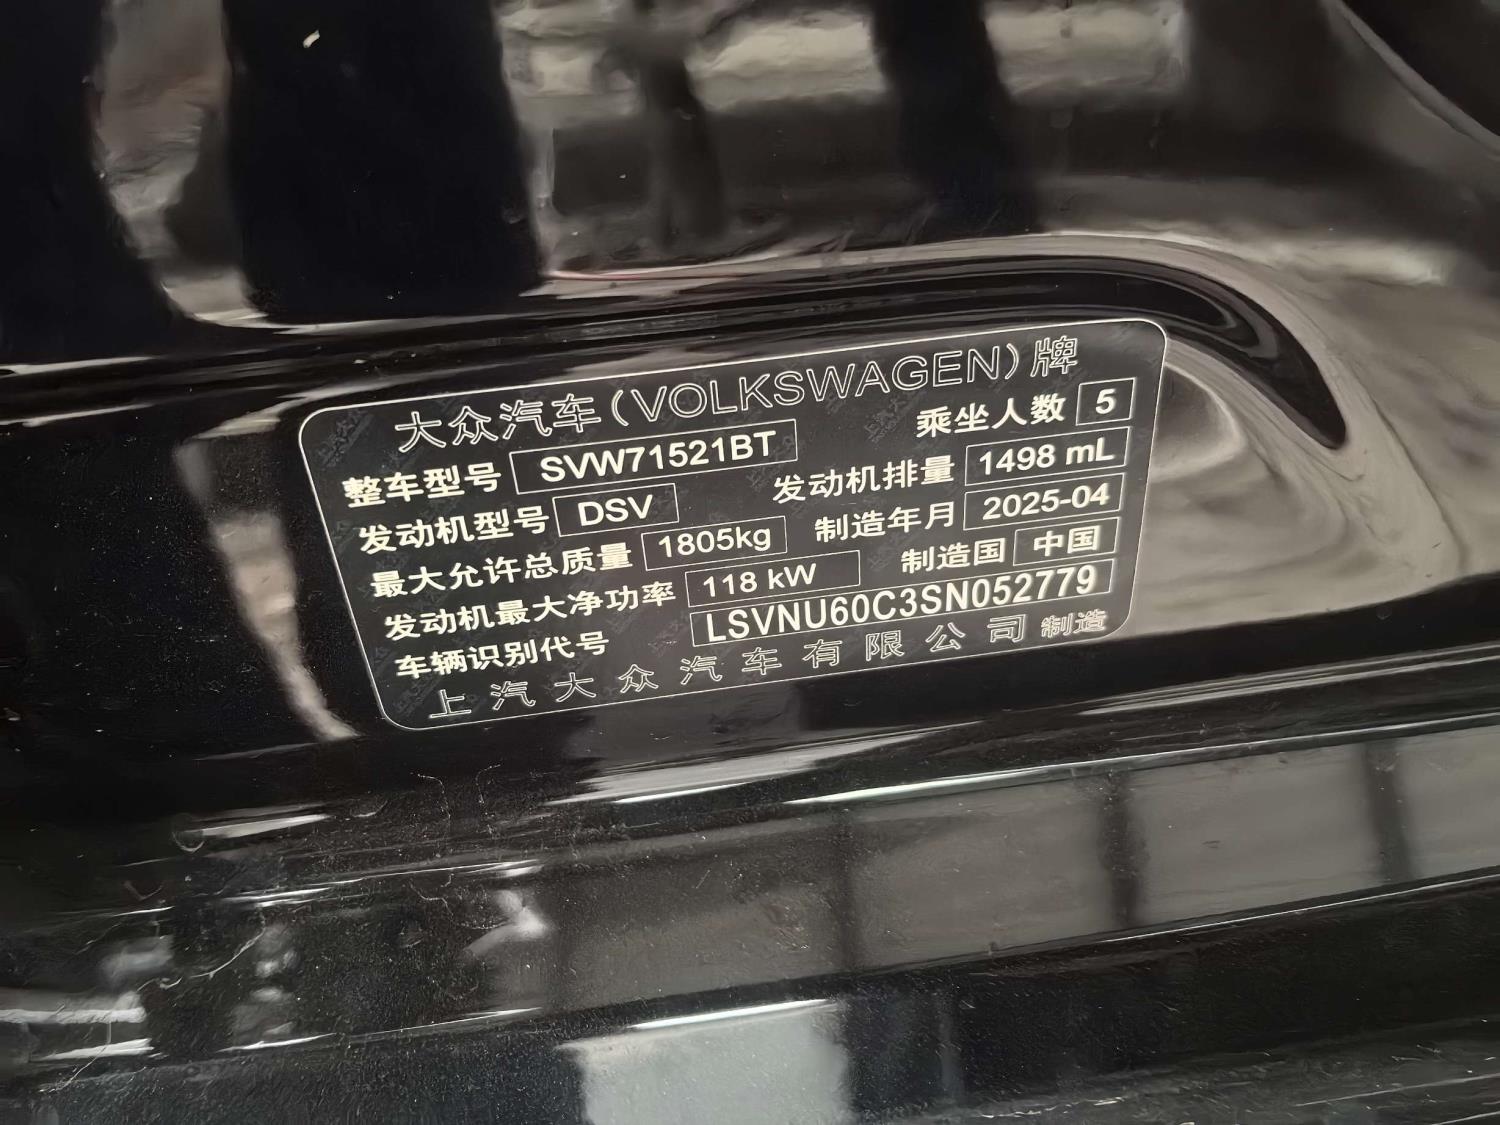 大众汽车(VOLKSWAGEN)牌
整车型号 SVW71521BT 乘坐人数 5
发动机型号 DSV 发动机排量 1498 mL
最大允许总质量 1805kg 制造年月 2025-04
发动机最大净功率 118 kW 制造国 中国
车辆识别代号 LSVNU60C3SN052779
上汽大众汽车有限公司 制造